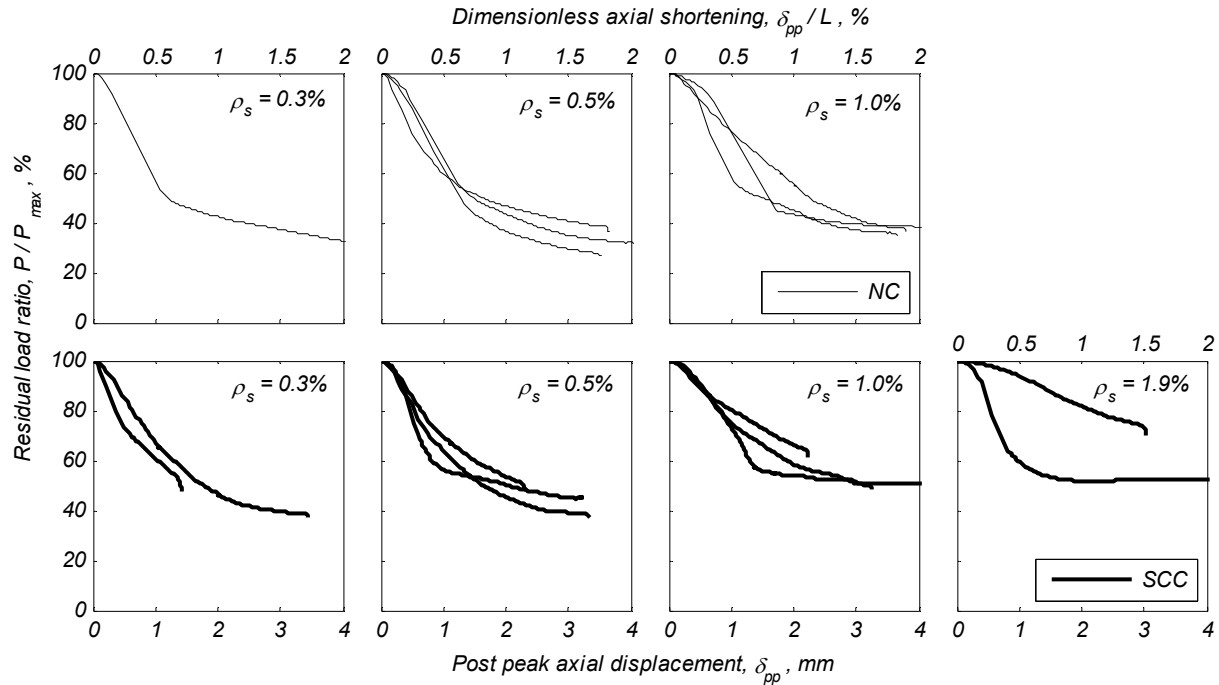 Dimensionless axial shortening, δpp / L , %
0 0.5 1 1.5 2 0 0.5 1 1.5 2 0 0.5 1 1.5 2
100
80
60
40
20
0
ρs = 0.3% ρs = 0.5% ρs = 1.0%
NC
Residual load ratio, P / Pmax , %
0 0.5 1 1.5 2
100
80
60
40
20
0
ρs = 0.3% ρs = 0.5% ρs = 1.0% ρs = 1.9%
SCC
0 1 2 3 4 0 1 2 3 4 0 1 2 3 4 0 1 2 3 4
Post peak axial displacement, δpp , mm